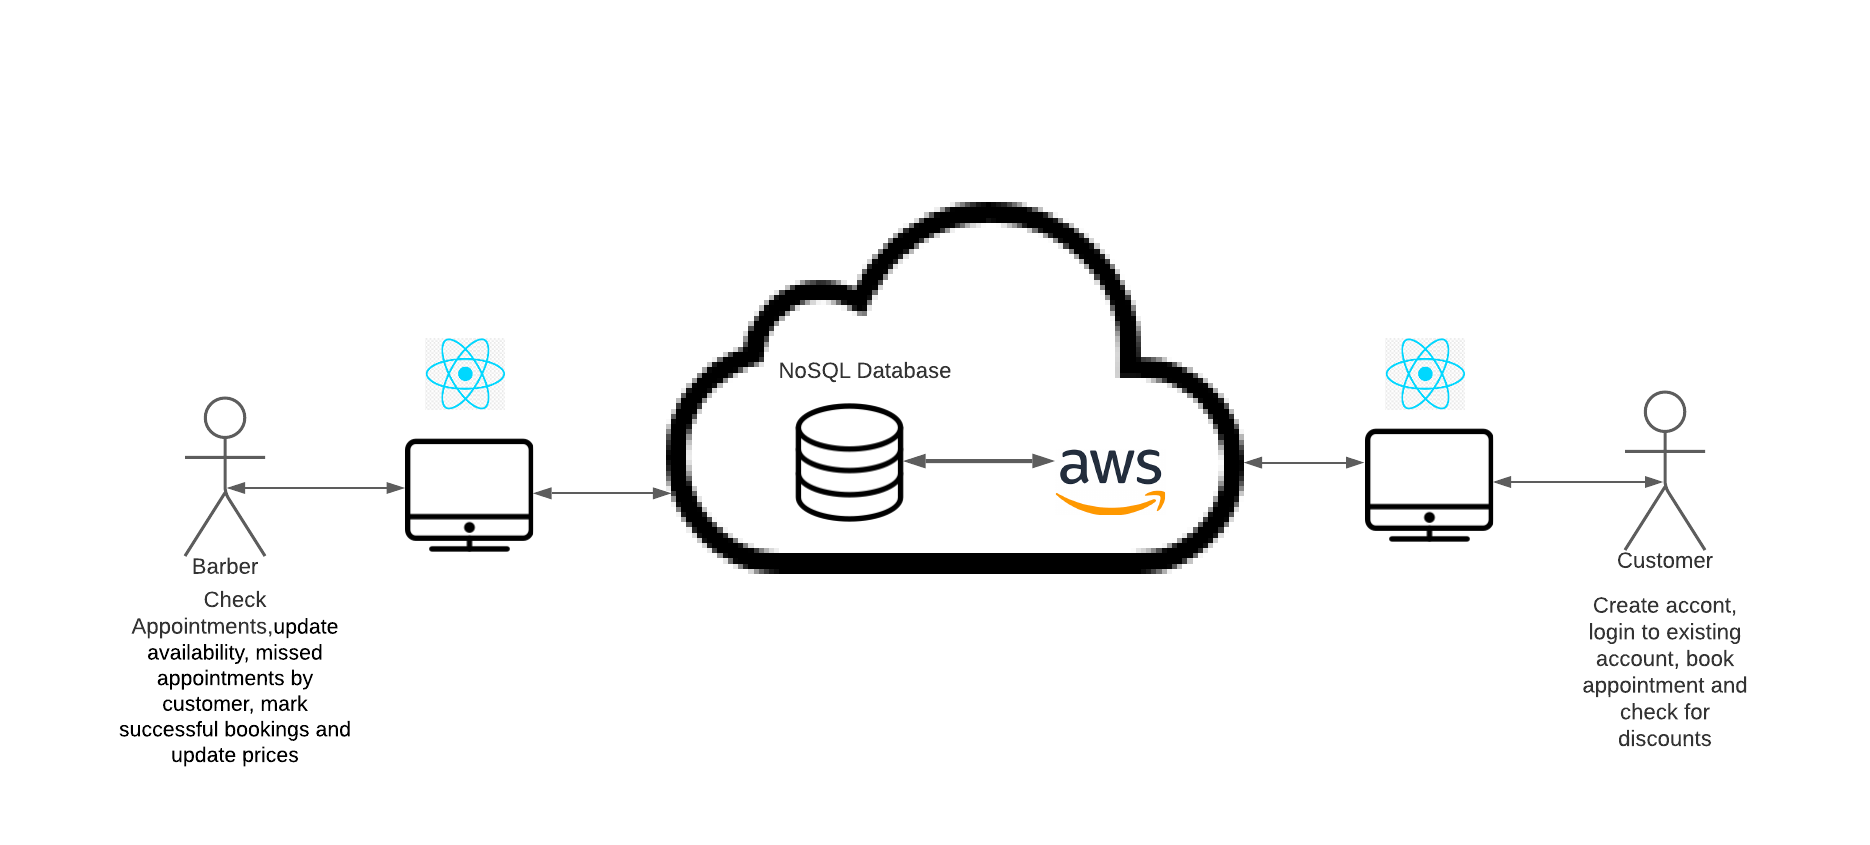 NoSQL Database
aws
Barber
Check
Appointments,update
availability, missed
appointments by
customer, mark
successful bookings and
update prices
Customer
Create accont,
login to existing
account, book
appointment and
check for
discounts